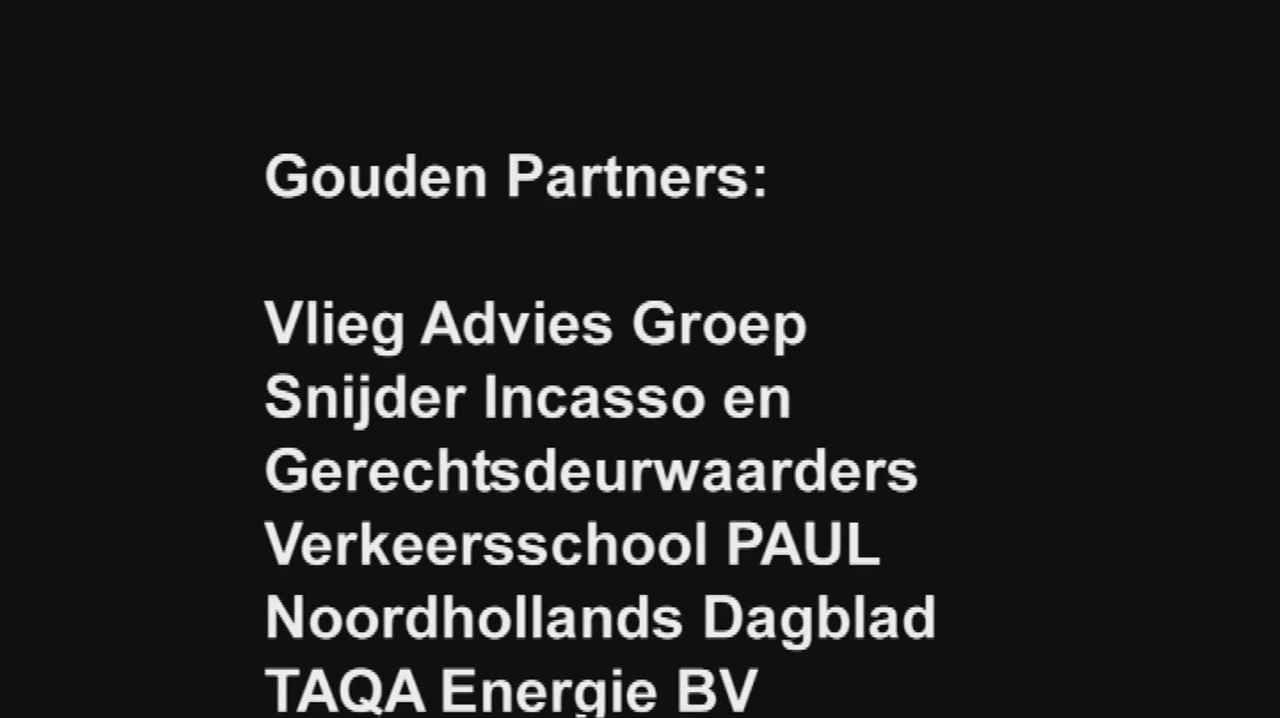 Gouden Partners:
Vlieg Advies Groep
Snijder Incasso en
Gerechtsdeurwaarders
Verkeersschool PAUL
Noordhollands Dagblad
TAQA Energie BV